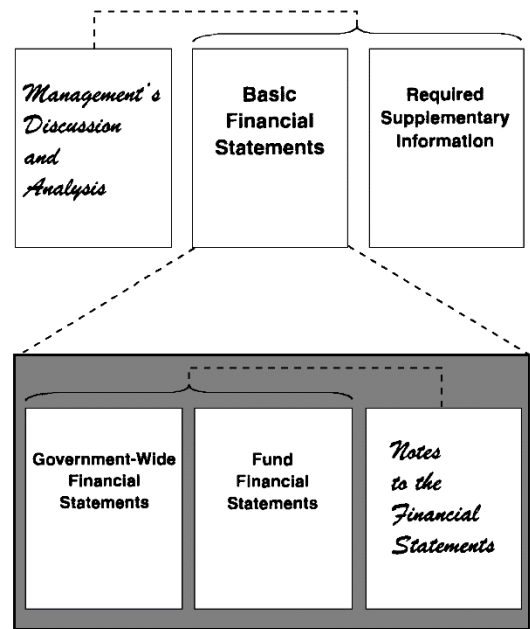 Management's
Discussion
and
Analysis
Basic
Financial
Statements
Required
Supplementary
Information
Government-Wide
Financial
Statements
Fund
Financial
Statements
Notes
to the
Financial
Statements